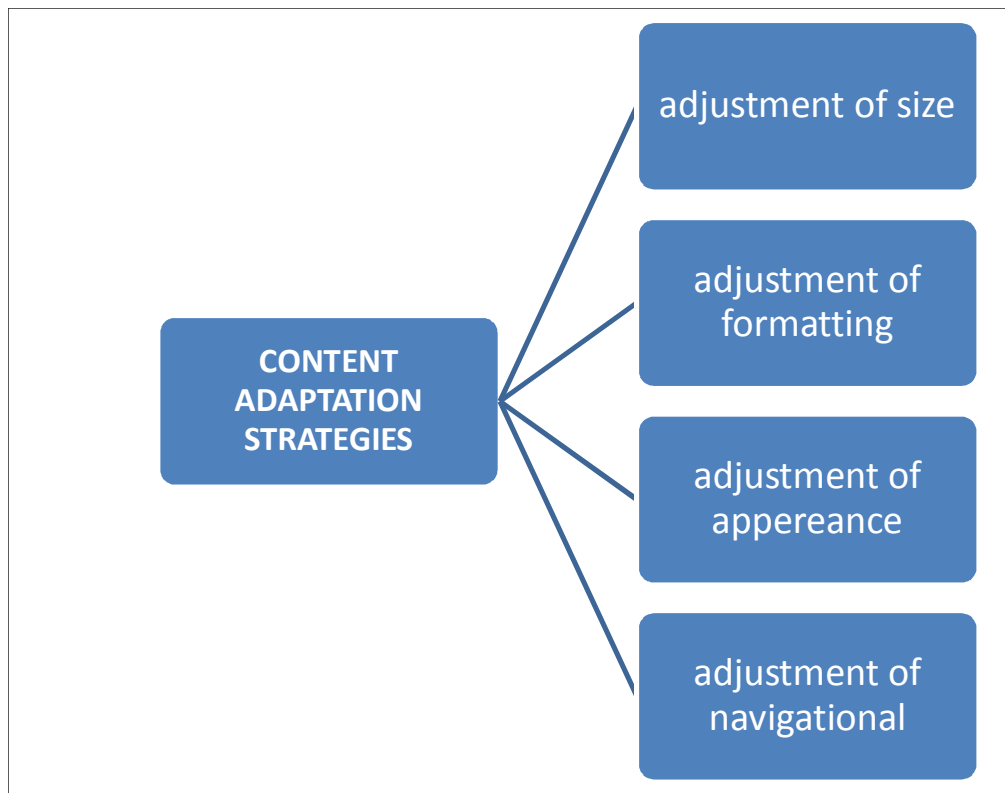 adjustment of size
adjustment of
formatting
CONTENT
ADAPTATION
STRATEGIES
adjustment of
appereance
adjustment of
navigational